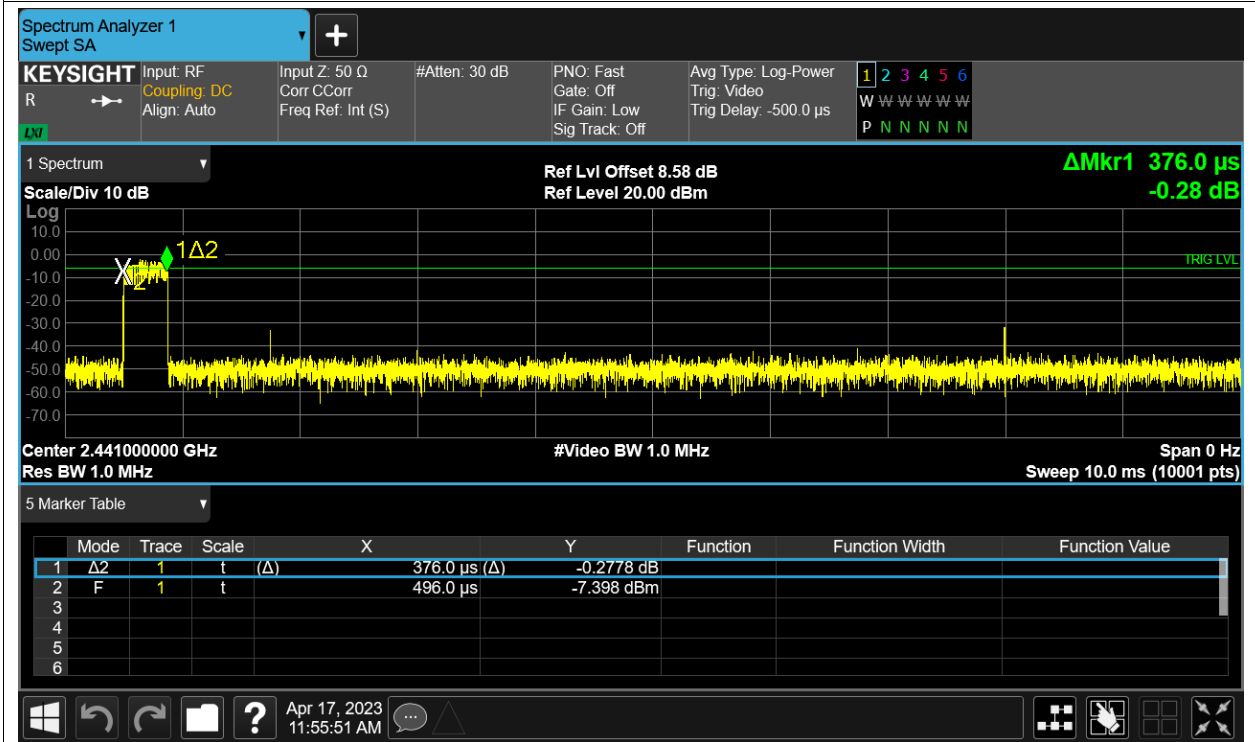 Spectrum Analyzer 1
Swept SA
KEYSIGHT Input: RF Input Z: 50 Ω #Atten: 30 dB PNO: Fast Avg Type: Log-Power 1 2 3 4 5 6
R Coupling: DC Corr CCorr Gate: Off Trig: Video W W W W W W
Align: Auto Freq Ref: Int (S) IF Gain: Low Trig Delay: -500.0 µs
LXI Sig Track: Off P N N N N N
1 Spectrum Ref Lvl Offset 8.58 dB ΔMkr1 376.0 µs
Scale/Div 10 dB Ref Level 20.00 dBm -0.28 dB
Log
10.0
0.00 1Δ2 TRIG LVL
-10.0 X 2
-20.0
-30.0
-40.0
-50.0
-60.0
-70.0
Center 2.441000000 GHz #Video BW 1.0 MHz Span 0 Hz
Res BW 1.0 MHz Sweep 10.0 ms (10001 pts)
5 Marker Table
Mode Trace Scale X Y Function Function Width Function Value
1 Δ2 1 t (Δ) 376.0 µs (Δ) -0.2778 dB
2 F 1 t 496.0 µs -7.398 dBm
3
4
5
6
? Apr 17, 2023
11:55:51 AM